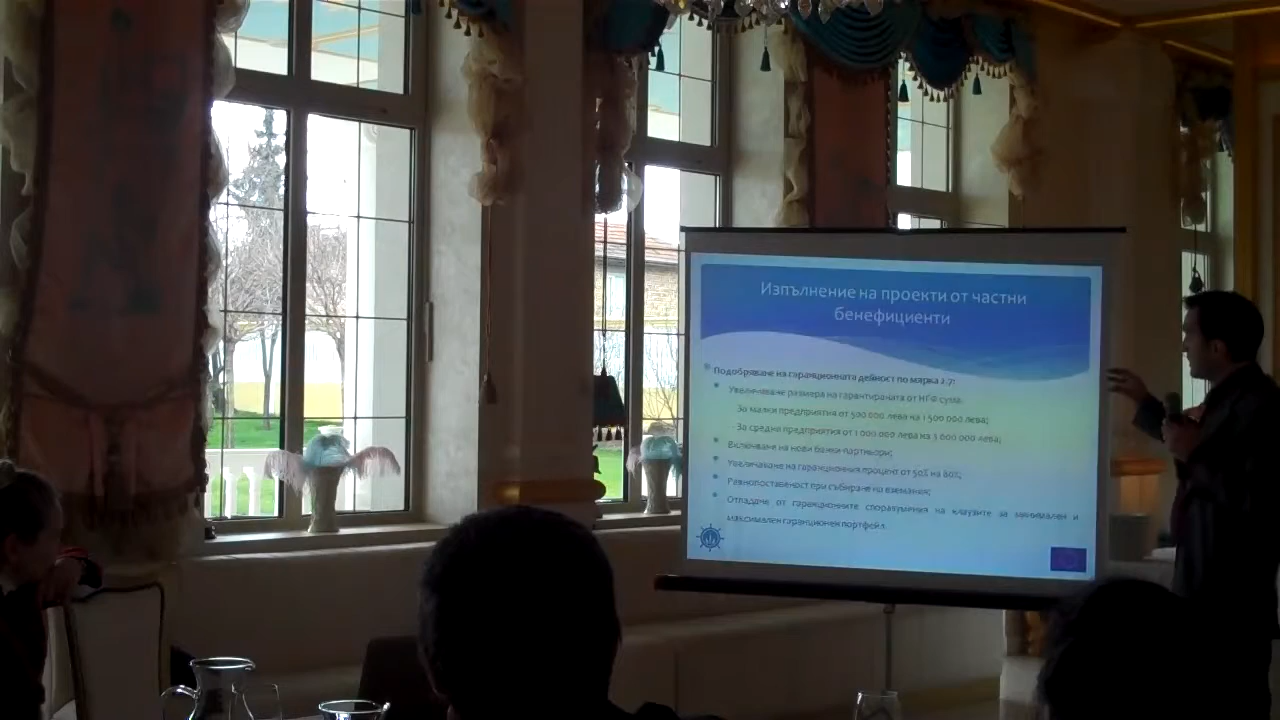 Изпълнение на проекти от частни
бенефициенти
Подобряване на гаранционната дейност по мярка 2.7:
Увеличаване размера на гарантираната от НГФ сума:
За малки предприятия от 500 000 лева на 1 500 000 лева;
За средни предприятия от 1 000 000 лева на 3 000 000 лева;
Включване на нови банки-партньори;
Увеличаване на гаранционния процент от 50% на 80%;
Равнопоставеност при събиране на вземания;
Отпадане от гаранционните споразумения на клаузите за минимален и
максимален гаранционен портфейл.